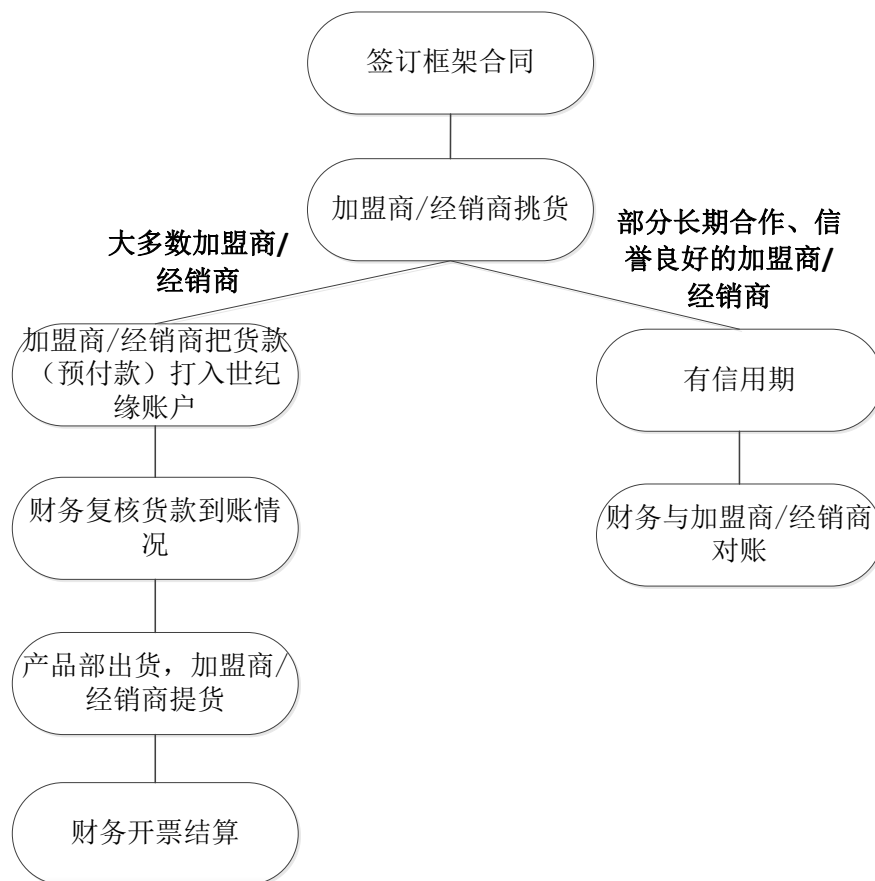 签订框架合同
加盟商/经销商挑货
大多数加盟商/
经销商
部分长期合作、信
誉良好的加盟商/
经销商
加盟商/经销商把货款
（预付款）打入世纪
缘账户
有信用期
财务复核货款到账情
况
财务与加盟商/经销商
对账
产品部出货，加盟商/
经销商提货
财务开票结算